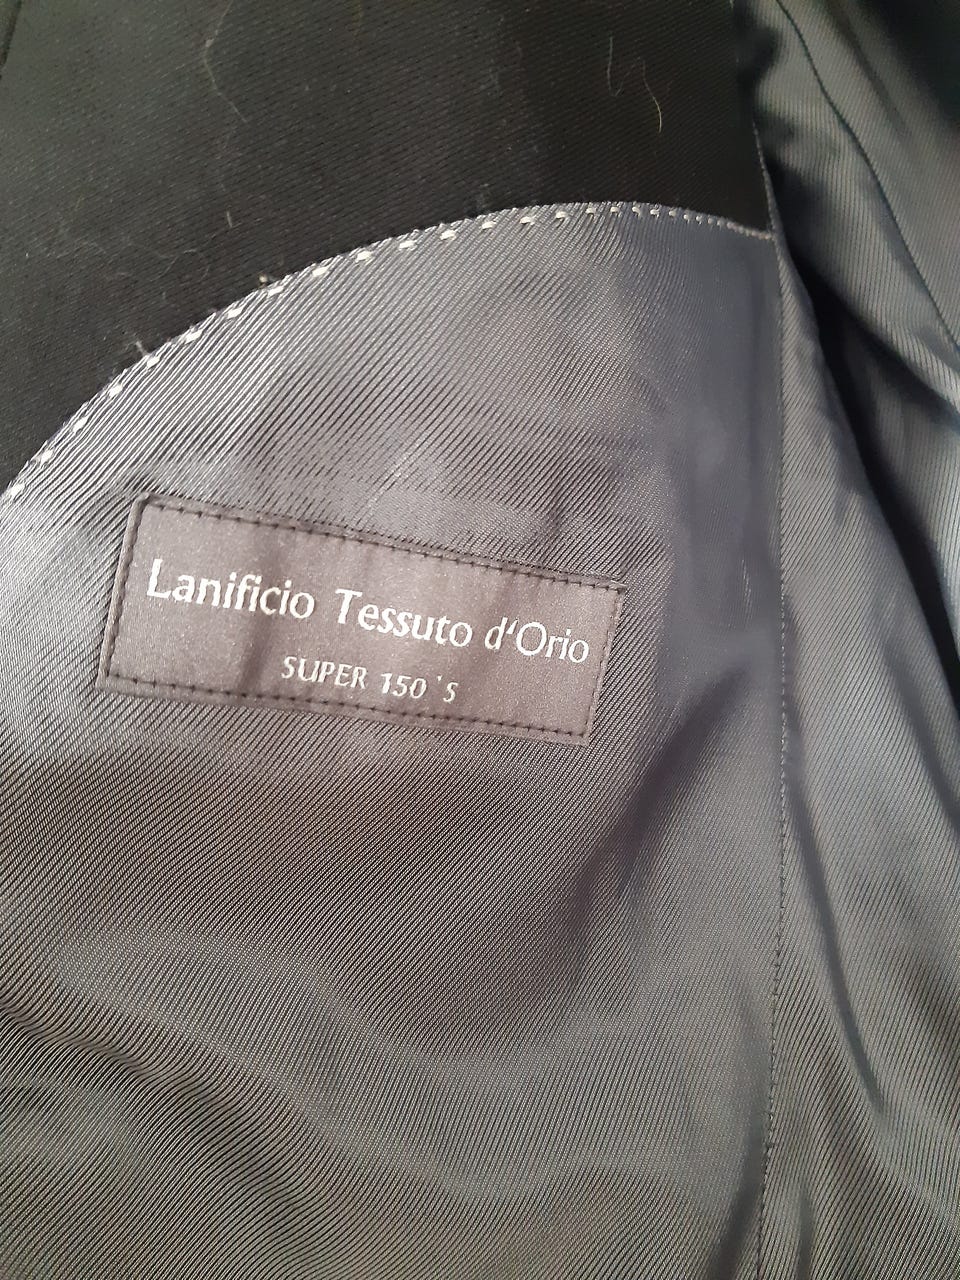 Lanificio Tessuto d'Orio
SUPER 150's